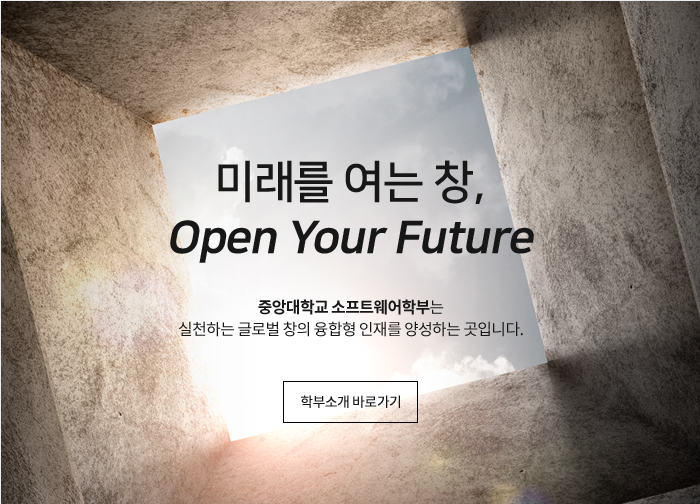 미래를 여는 창,
Open Your Future
중앙대학교 소프트웨어학부는
실천하는 글로벌 창의 융합형 인재를 양성하는 곳입니다.
학부소개 바로가기